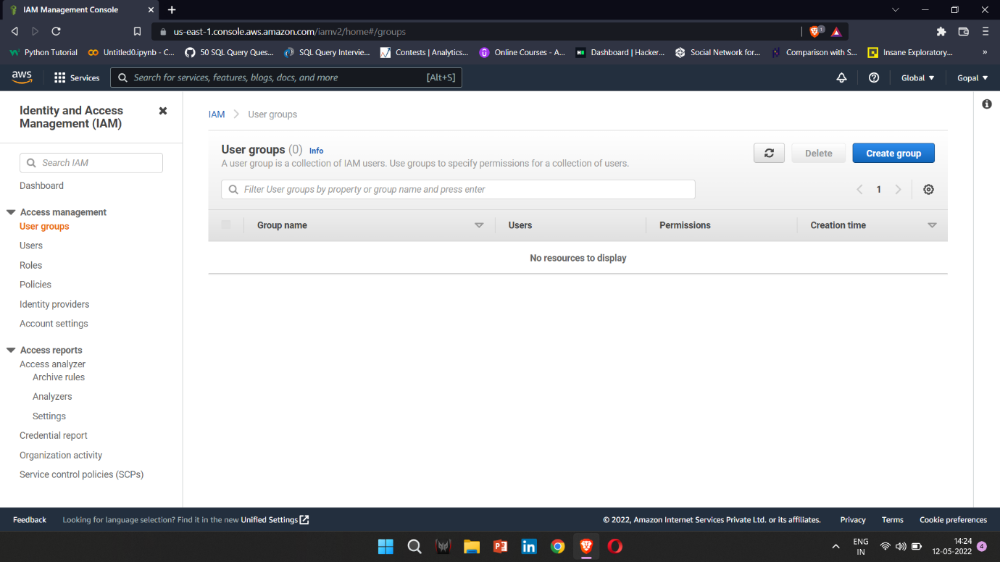 IAM Management Console
us-east-1.console.aws.amazon.com/iamv2/home#/groups
1
Python Tutorial
Untitled0.ipynb - C...
50 SQL Query Ques...
SQL Query Intervie...
Contests | Analytics...
Online Courses - A...
Dashboard | Hacker...
Social Network for...
Comparison with S...
Insane Exploratory...
»
aws
Services
Search for services, features, blogs, docs, and more
[Alt+S]
Global
Gopal
Identity and Access
Management (IAM)
Search IAM
Dashboard
Access management
User groups
Users
Roles
Policies
Identity providers
Account settings
Access reports
Access analyzer
Archive rules
Analyzers
Settings
Credential report
Organization activity
Service control policies (SCPs)
IAM
User groups
User groups (0) Info
A user group is a collection of IAM users. Use groups to specify permissions for a collection of users.
Delete
Create group
Filter User groups by property or group name and press enter
1
Group name
Users
Permissions
Creation time
No resources to display
Feedback
Looking for language selection? Find it in the new Unified Settings
© 2022, Amazon Internet Services Private Ltd. or its affiliates.
Privacy
Terms
Cookie preferences
ENG
IN
14:24
12-05-2022
4